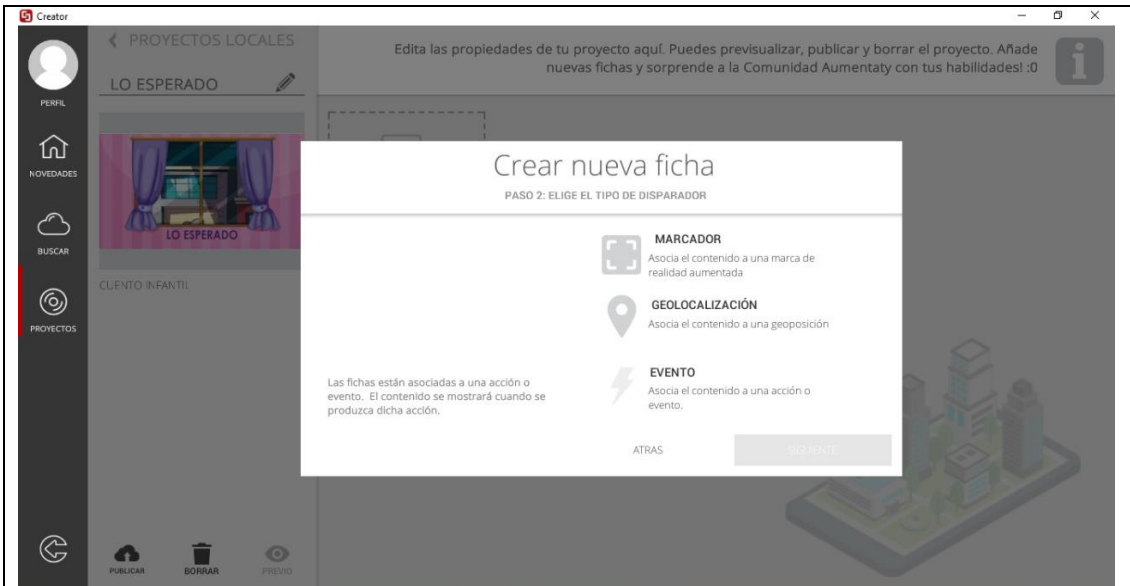 Creator
PROYECTOS LOCALES
LO ESPERADO
Edita las propiedades de tu proyecto aquí. Puedes previsualizar, publicar y borrar el proyecto. Añade
nuevas fichas y sorprende a la Comunidad Aumentaty con tus habilidades! :0
PERFIL
NOVEDADES
BUSCAR
PROYECTOS
LO ESPERADO
CUENTO INFANTIL
Crear nueva ficha
PASO 2: ELIGE EL TIPO DE DISPARADOR
MARCADOR
Asocia el contenido a una marca de
realidad aumentada
GEOLOCALIZACIÓN
Asocia el contenido a una geoposición
Las fichas están asociadas a una acción o
evento. El contenido se mostrará cuando se
produzca dicha acción.
EVENTO
Asocia el contenido a una acción o
evento.
ATRAS
SIGUIENTE
PUBLICAR
BORRAR
PREVIO